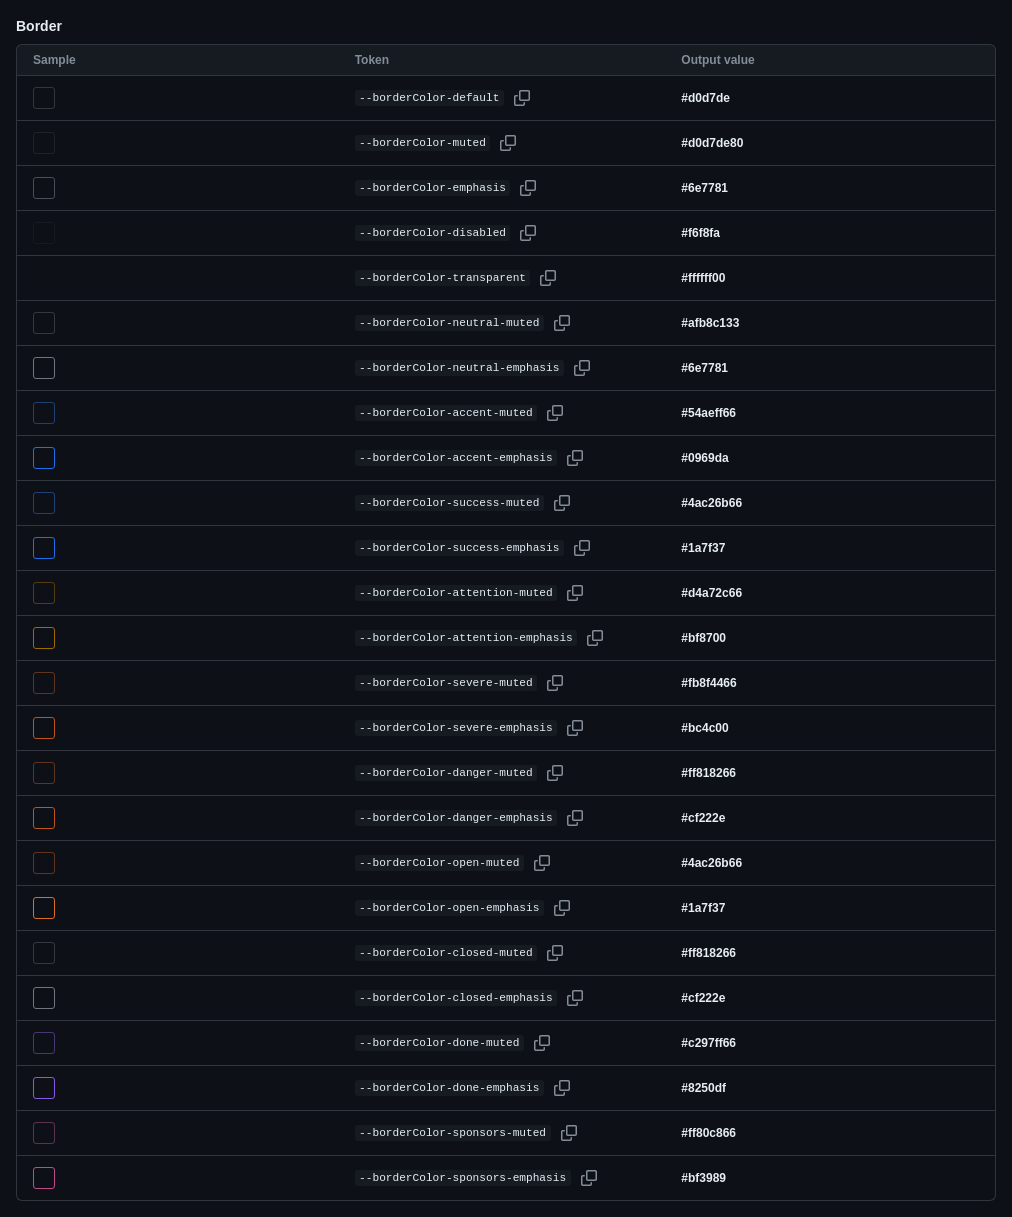 Border
Sample Token Output value
--borderColor-default #d0d7de
--borderColor-muted #d0d7de80
--borderColor-emphasis #6e7781
--borderColor-disabled #f6f8fa
--borderColor-transparent #ffffff00
--borderColor-neutral-muted #afb8c133
--borderColor-neutral-emphasis #6e7781
--borderColor-accent-muted #54aeff66
--borderColor-accent-emphasis #0969da
--borderColor-success-muted #4ac26b66
--borderColor-success-emphasis #1a7f37
--borderColor-attention-muted #d4a72c66
--borderColor-attention-emphasis #bf8700
--borderColor-severe-muted #fb8f4466
--borderColor-severe-emphasis #bc4c00
--borderColor-danger-muted #ff818266
--borderColor-danger-emphasis #cf222e
--borderColor-open-muted #4ac26b66
--borderColor-open-emphasis #1a7f37
--borderColor-closed-muted #ff818266
--borderColor-closed-emphasis #cf222e
--borderColor-done-muted #c297ff66
--borderColor-done-emphasis #8250df
--borderColor-sponsors-muted #ff80c866
--borderColor-sponsors-emphasis #bf3989